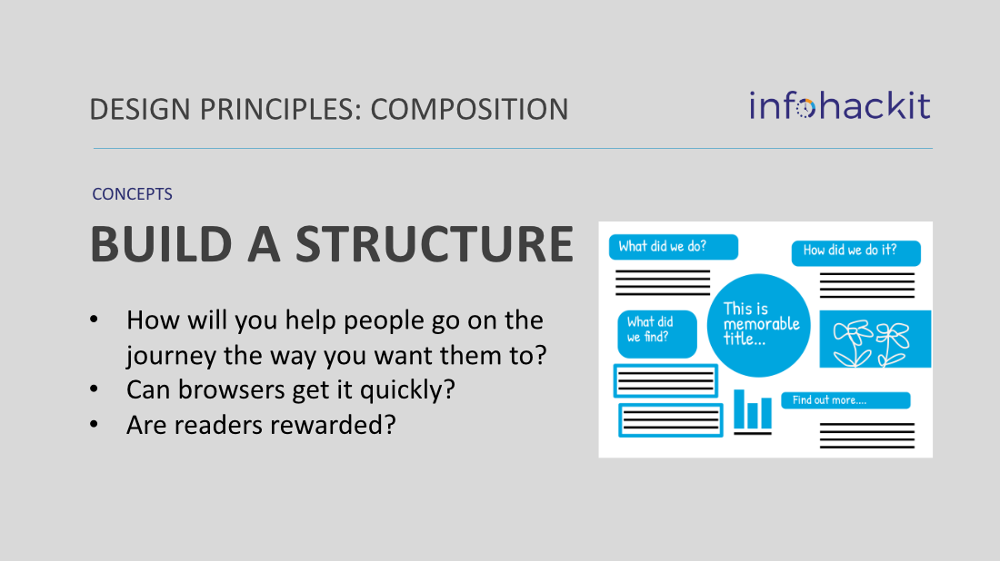 DESIGN PRINCIPLES: COMPOSITION
infohackit
CONCEPTS
BUILD A STRUCTURE
• How will you help people go on the
journey the way you want them to?
• Can browsers get it quickly?
• Are readers rewarded?
What did we do?
How did we do it?
This is
memorable
title...
What did
we find?
Find out more....